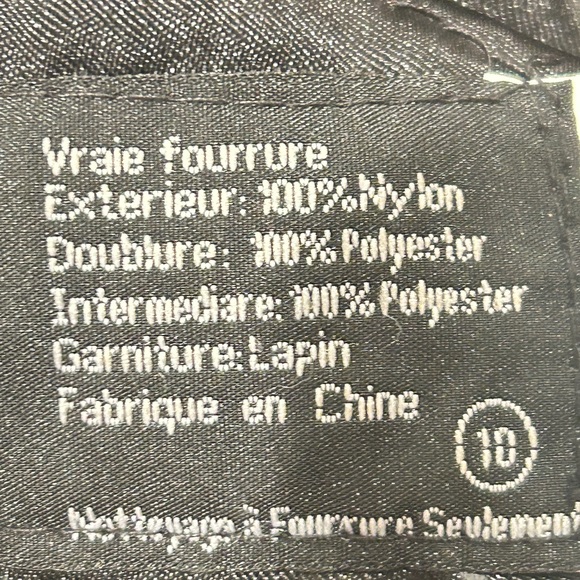 Vraie fourrure
Exterieur: 100% Nylon
Doublure: 100% Polyester
Intermediare: 100% Polyester
Garniture: Lapin
Fabrique en Chine
10
Nettoyage à Fourrure Seulement